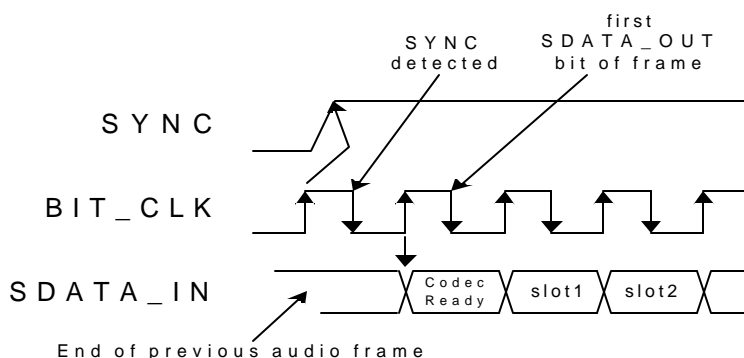 SYNC
detected
first
SDATA_OUT
bit of frame
SYNC
BIT_CLK
SDATA_IN
Codec
Ready
slot1
slot2
End of previous audio frame